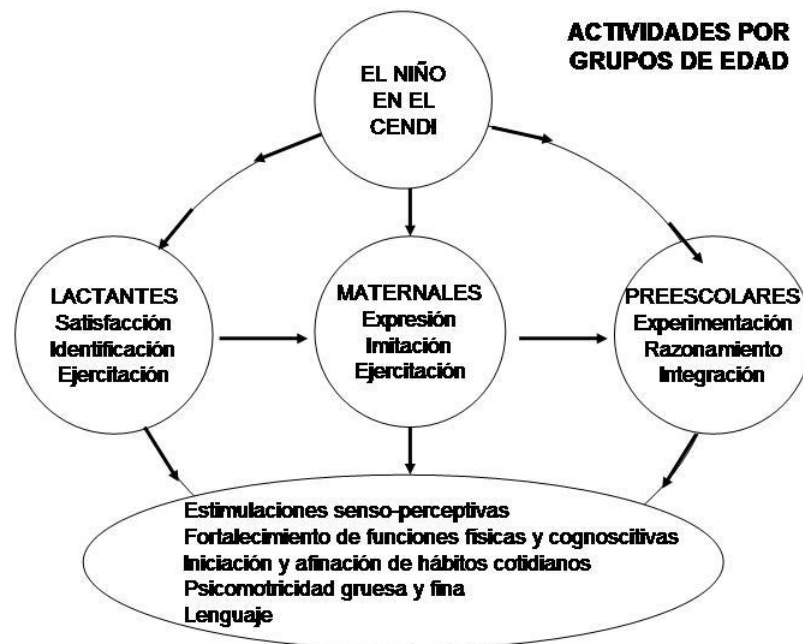 ACTIVIDADES POR
GRUPOS DE EDAD
EL NIÑO
EN EL
CENDI
LACTANTES
Satisfacción
Identificación
Ejercitación
MATERNALES
Expresión
Imitación
Ejercitación
PREESCOLARES
Experimentación
Razonamiento
Integración
Estimulaciones senso-perceptivas
Fortalecimiento de funciones físicas y cognoscitivas
Iniciación y afinación de hábitos cotidianos
Psicomotricidad gruesa y fina
Lenguaje